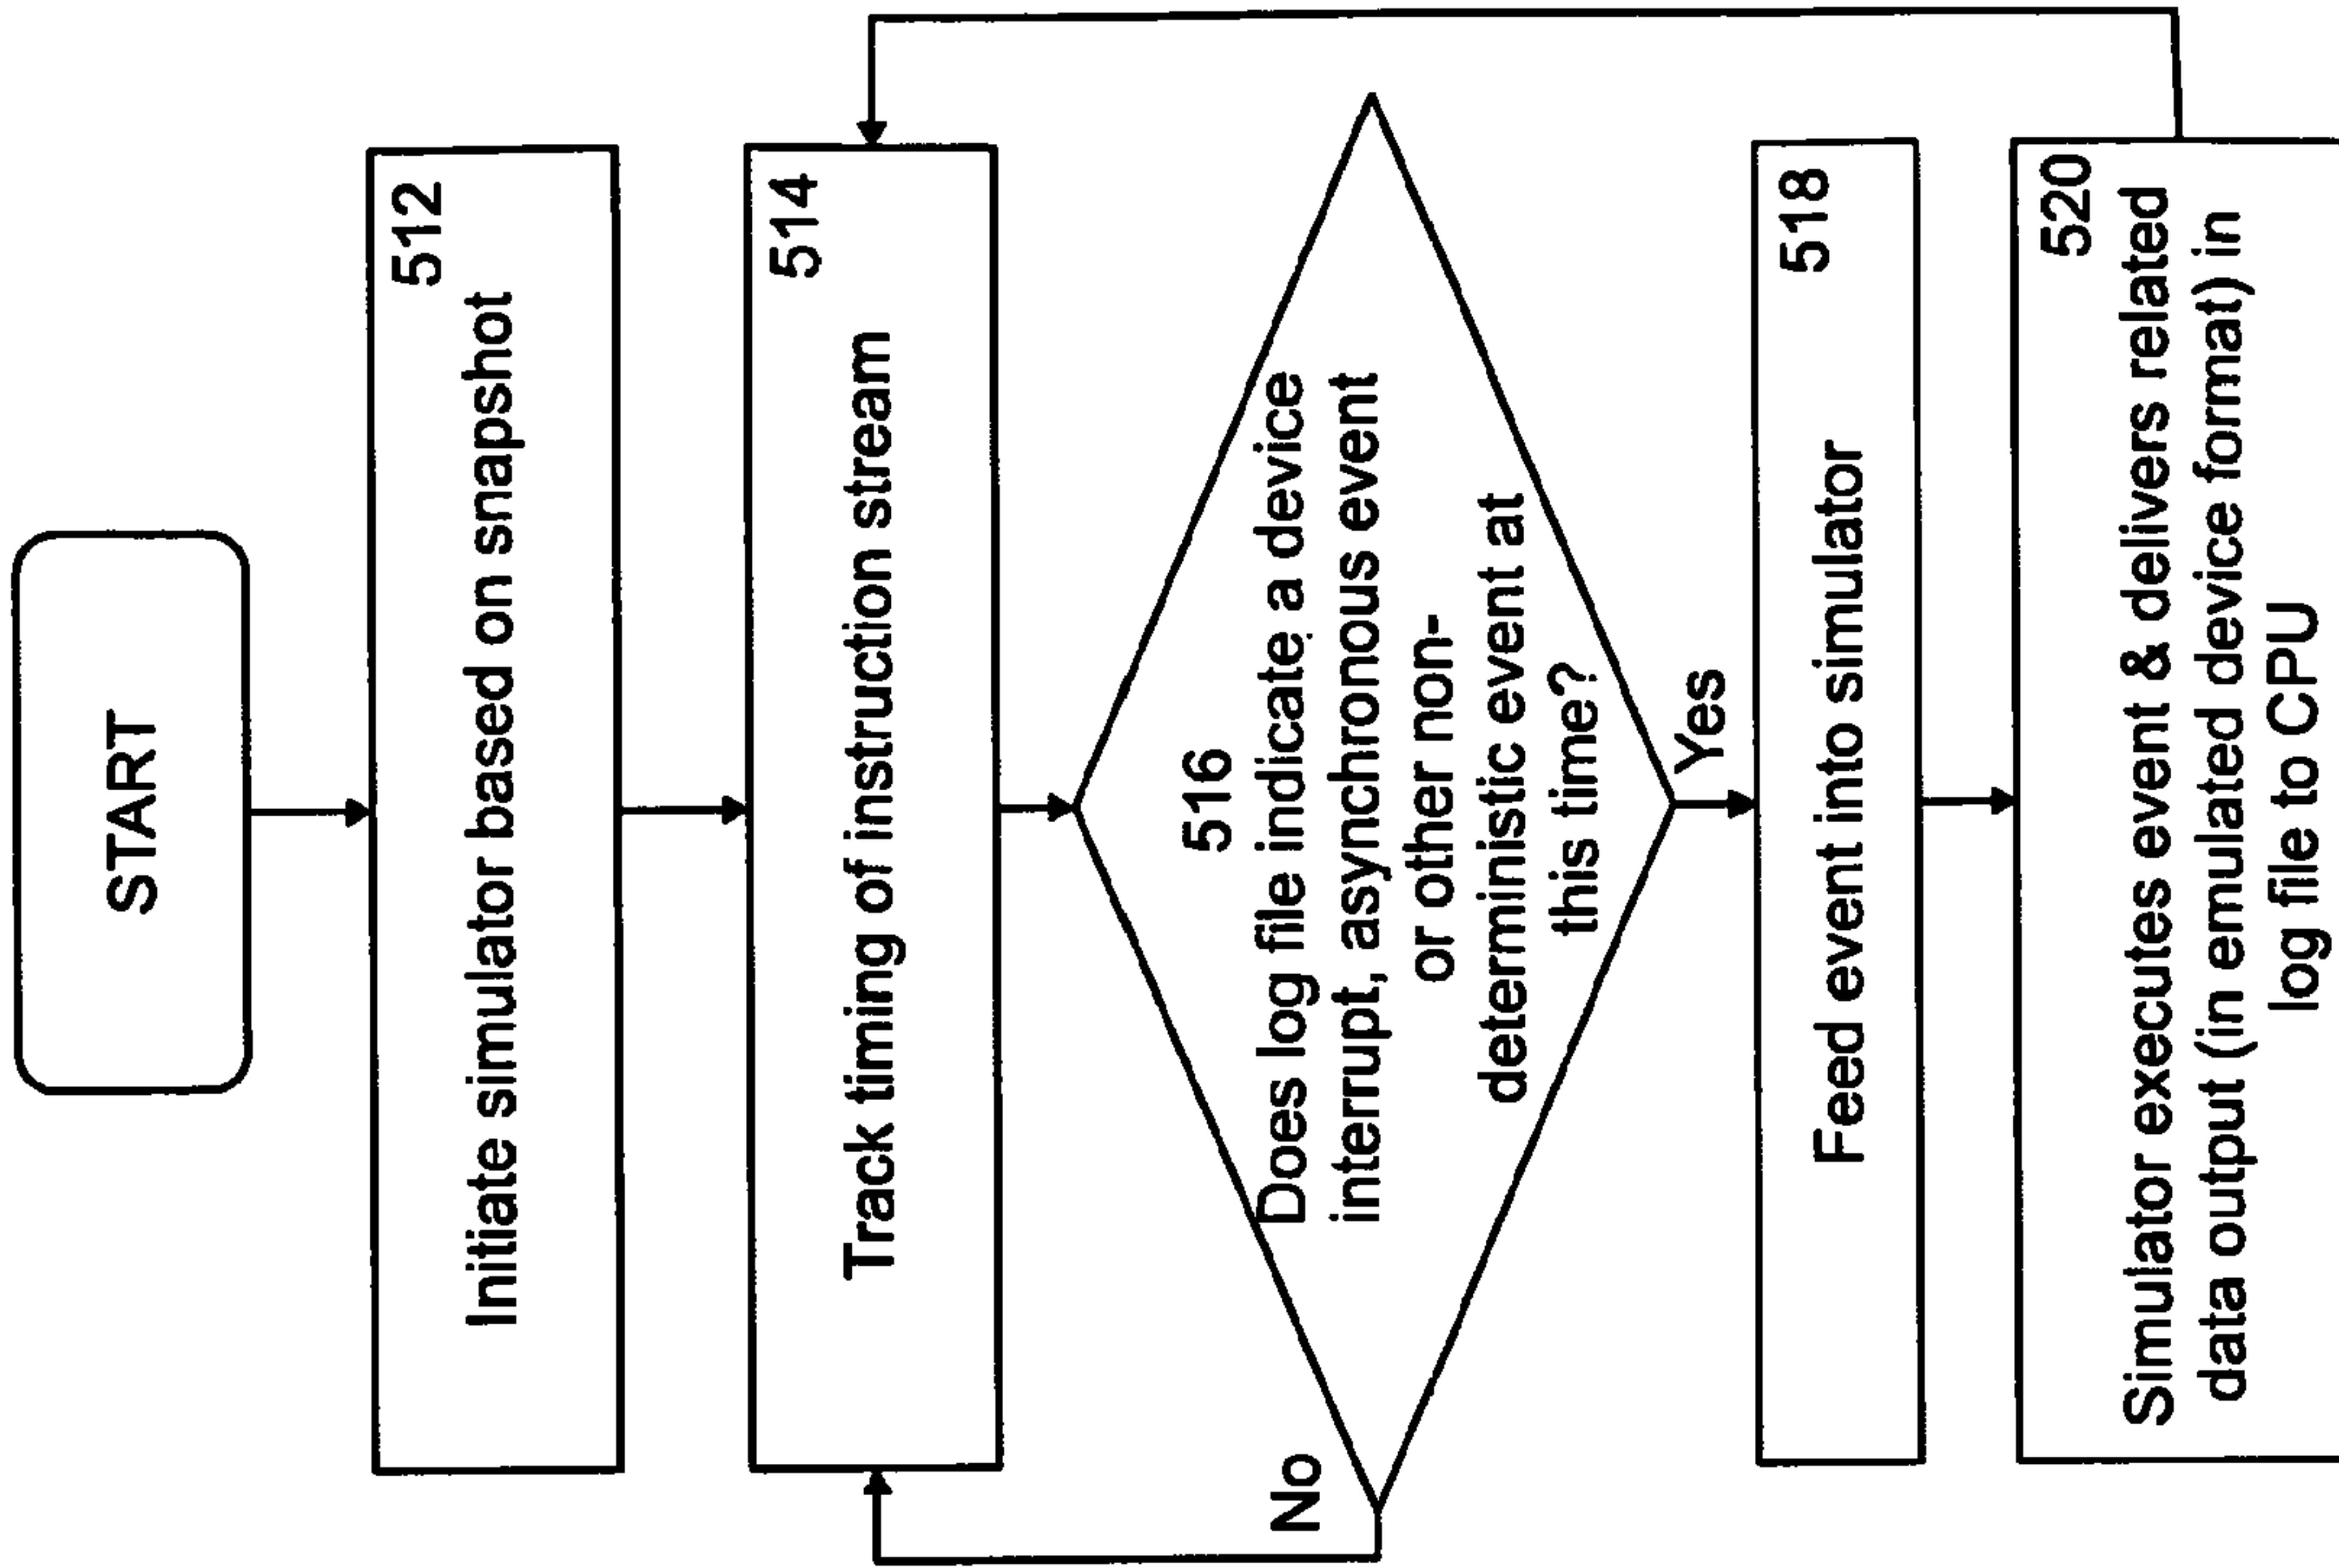 START
512
Initiate simulator based on snapshot
514
Track timing of instruction stream
516
Does log file indicate a device
interrupt, asynchronous event
or other non-
deterministic event at
this time?
No
Yes
518
Feed event into simulator
520
Simulator executes event & delivers related
data output (in emulated device format) in
log file to CPU